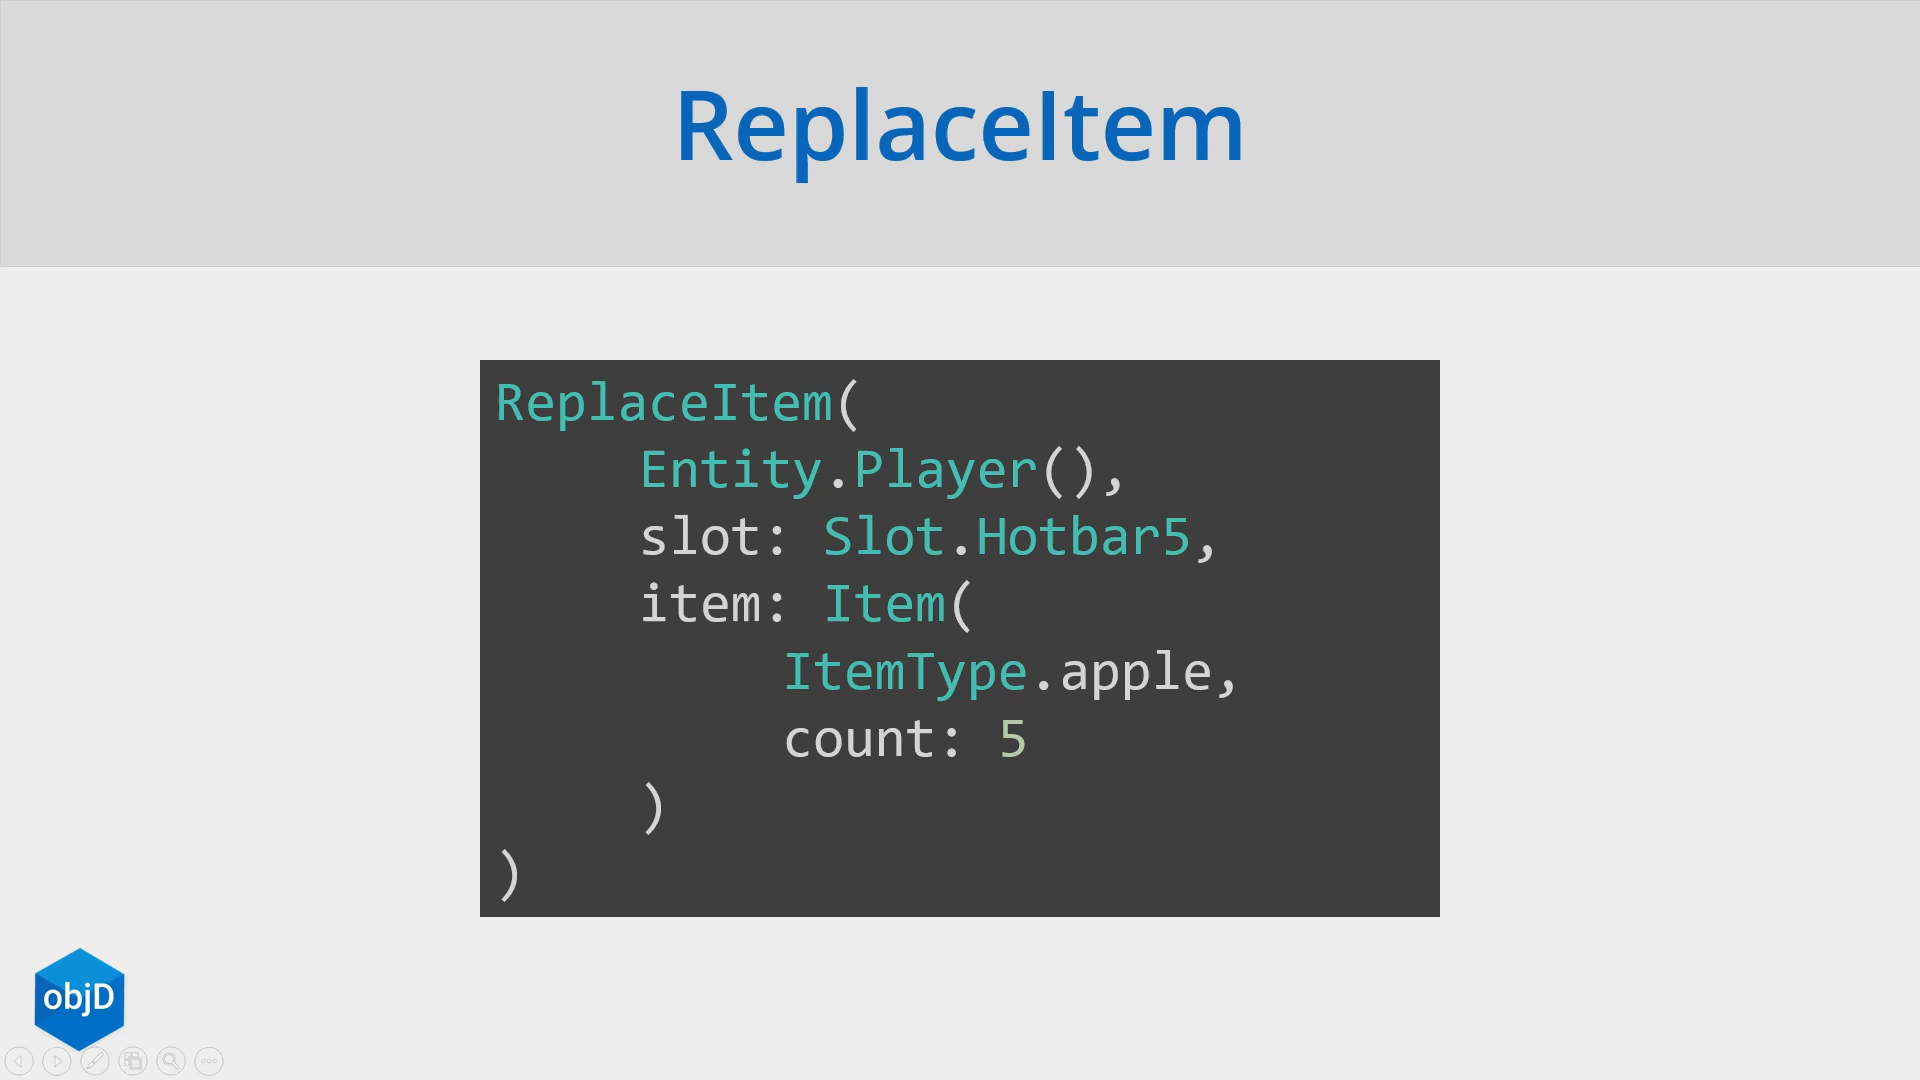 ReplaceItem
ReplaceItem(
Entity.Player(),
slot: Slot.Hotbar5,
item: Item(
ItemType.apple,
count: 5
)
)
objD